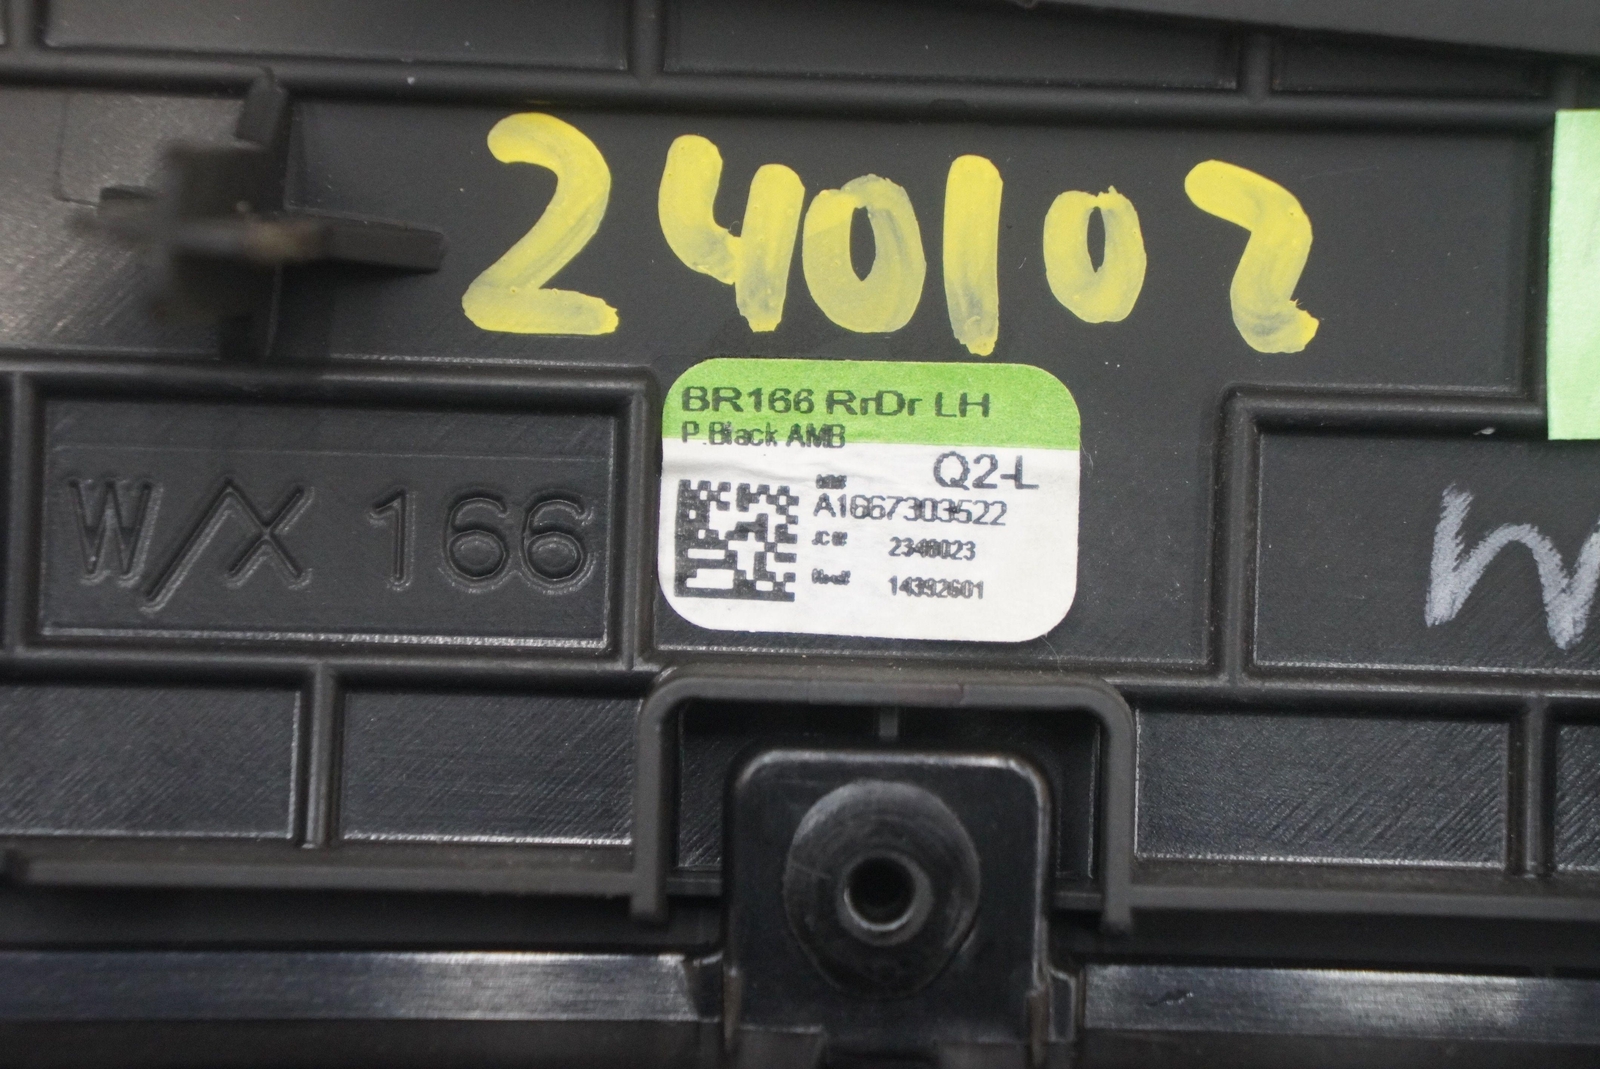 240102
BR166 RrDr LH
P.Black AMB
Q2-L
A1667303522
2348023
14392601
W/X 166